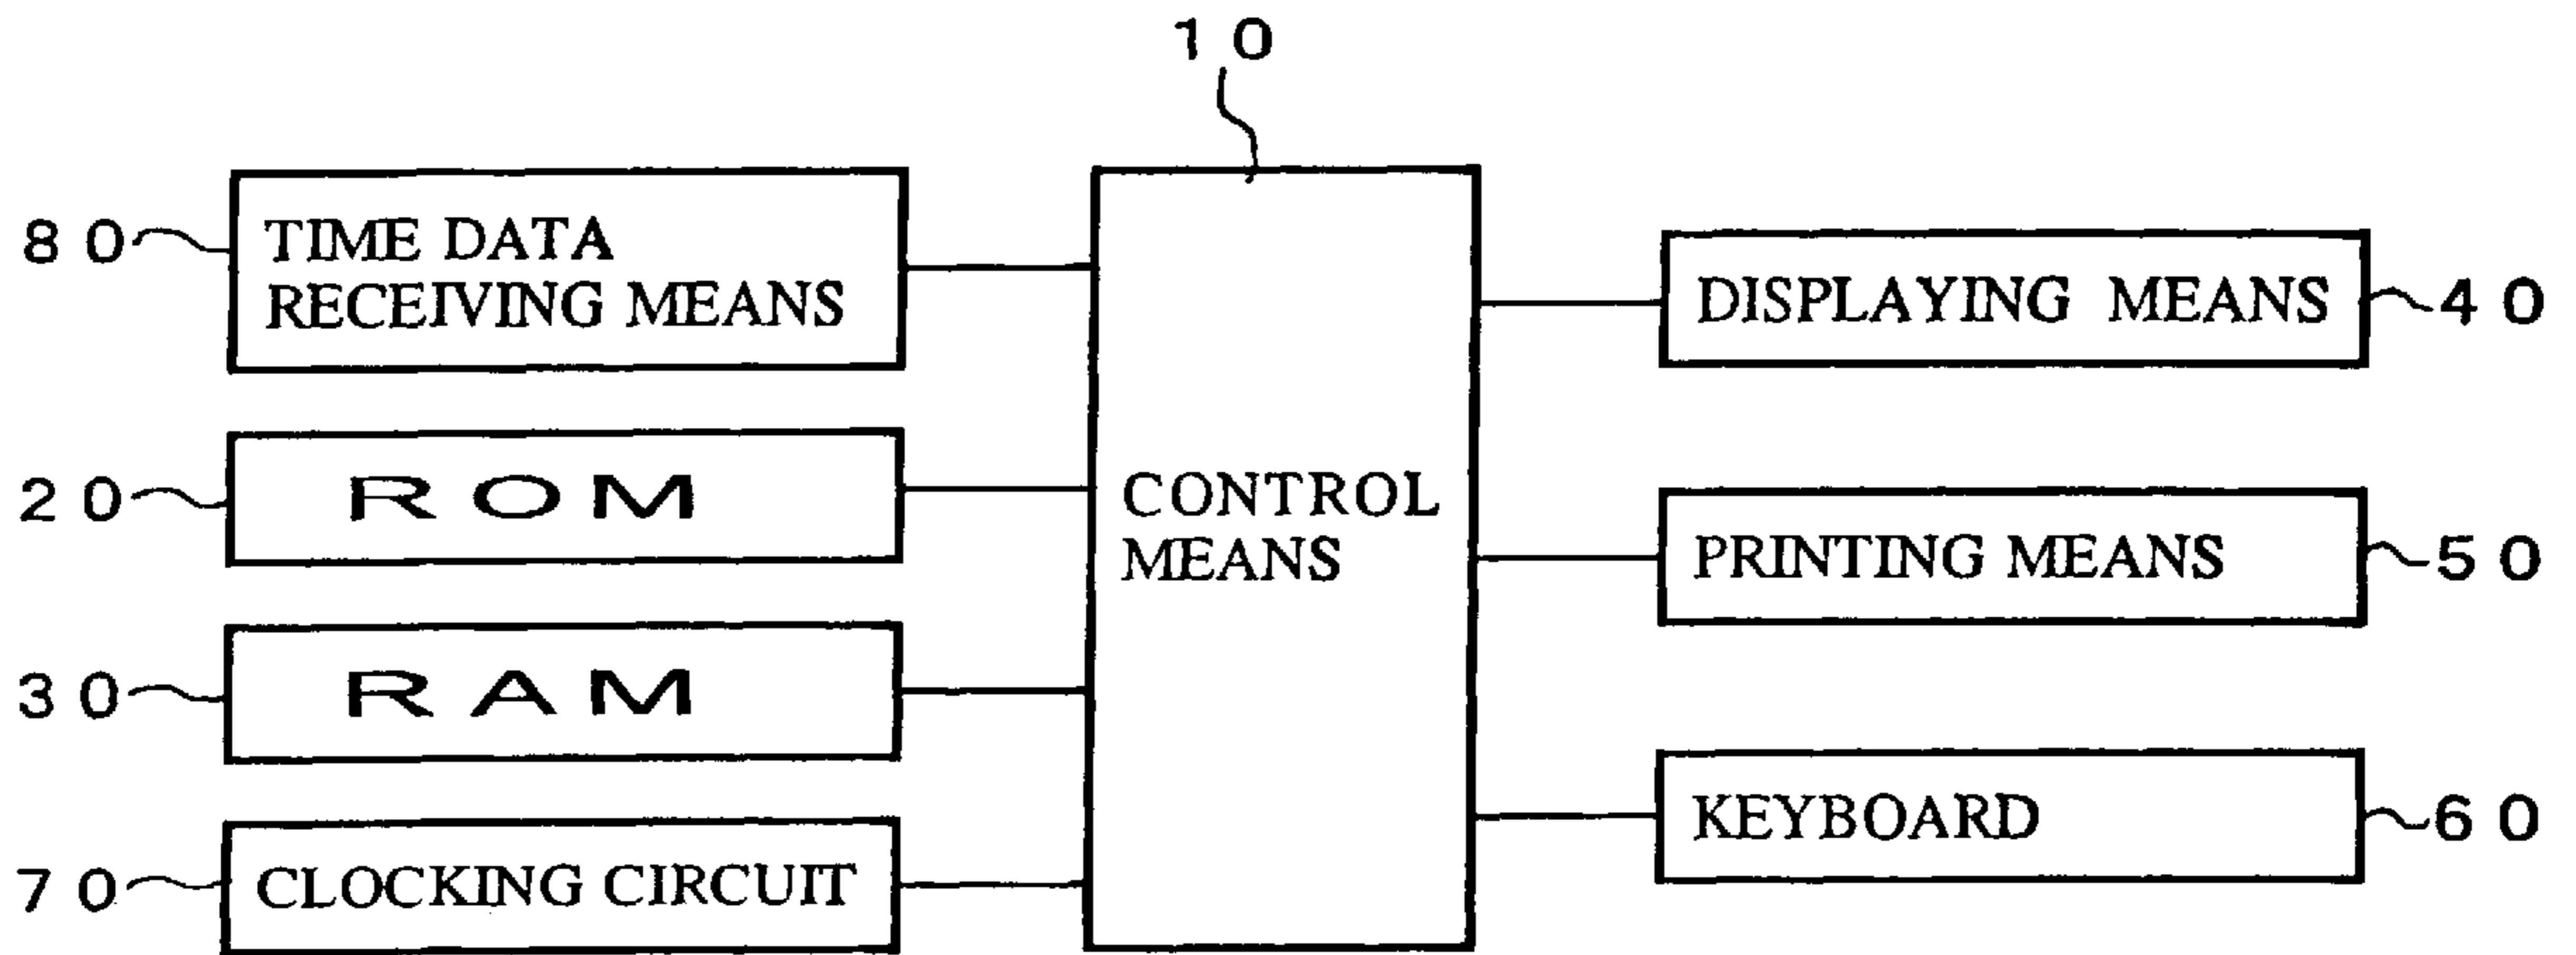 10
80
TIME DATA
RECEIVING MEANS
20
ROM
30
RAM
70
CLOCKING CIRCUIT
CONTROL
MEANS
DISPLAYING MEANS
40
PRINTING MEANS
50
KEYBOARD
60